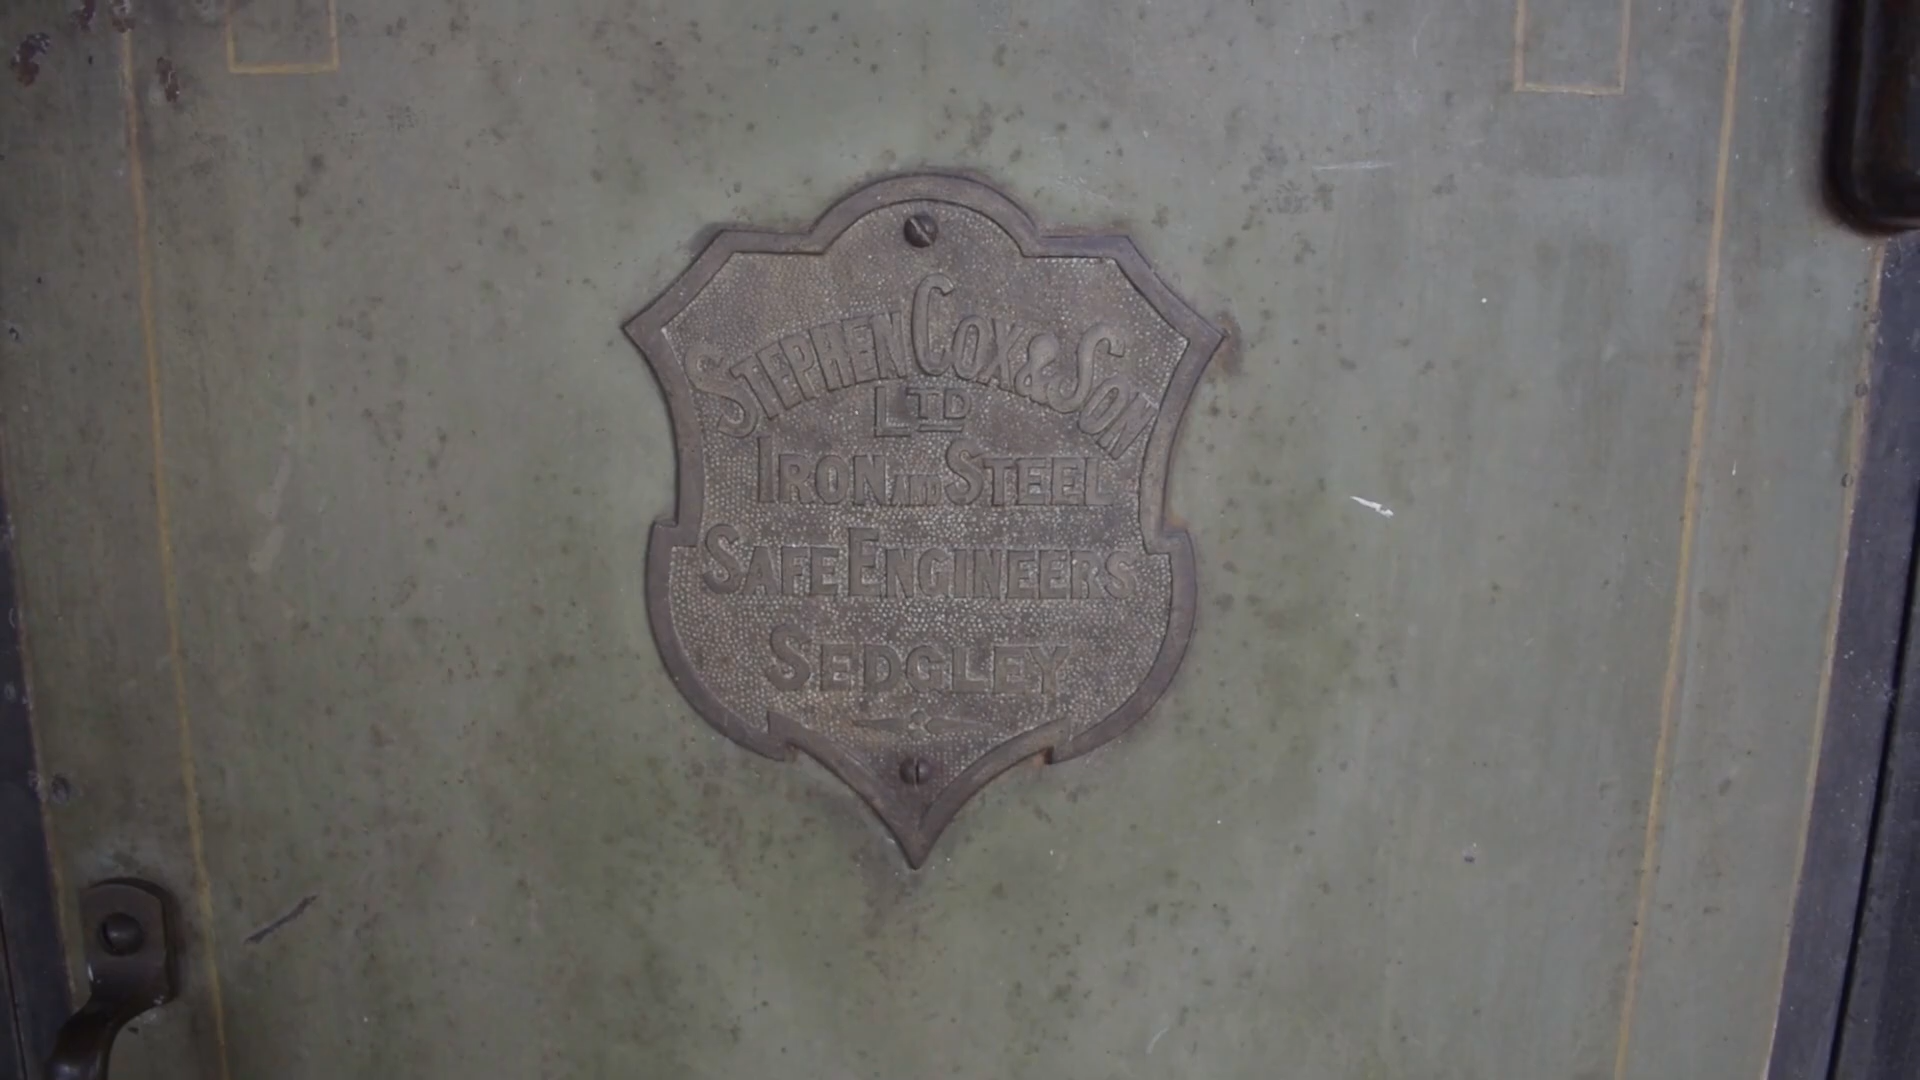 STEPHEN COX & SON
LTD
IRON AND STEEL
SAFE ENGINEERS
SEDGLEY